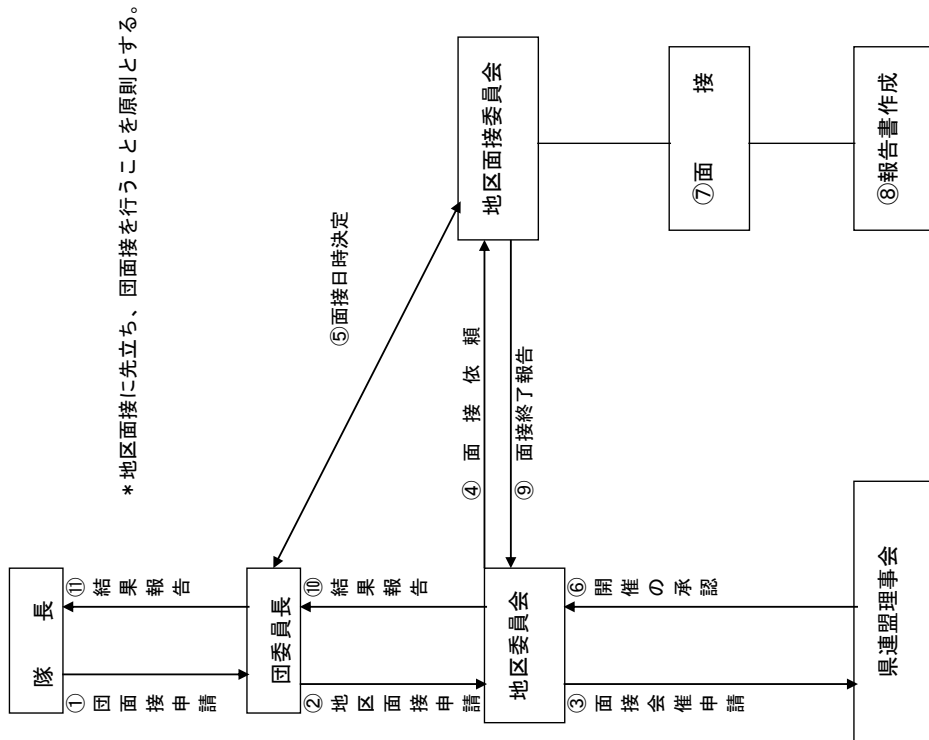 *地区面接に先立ち、団面接を行うことを原則とする。
隊　長
①団面接申請
⑪結果報告
団委員長
②地区面接申請
⑩結果報告
⑤面接日時決定
地区委員会
④ 面 接 依 頼
⑨ 面接終了報告
地区面接委員会
③面接会催申請
⑥開催の承認
県連盟理事会
⑦面　接
⑧報告書作成